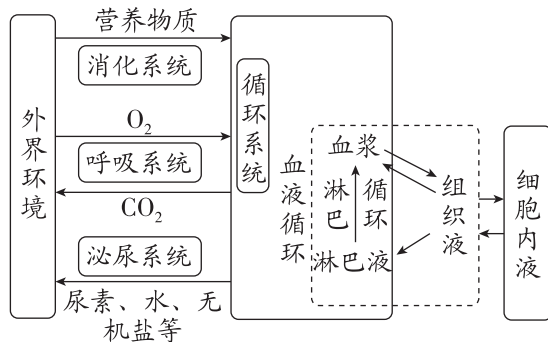 营养物质
消化系统
O₂
呼吸系统
CO₂
泌尿系统
尿素、水、无
机盐等
外界环境
循环系统
血液循环
血浆
淋巴循环
淋巴液
组织液
细胞内液